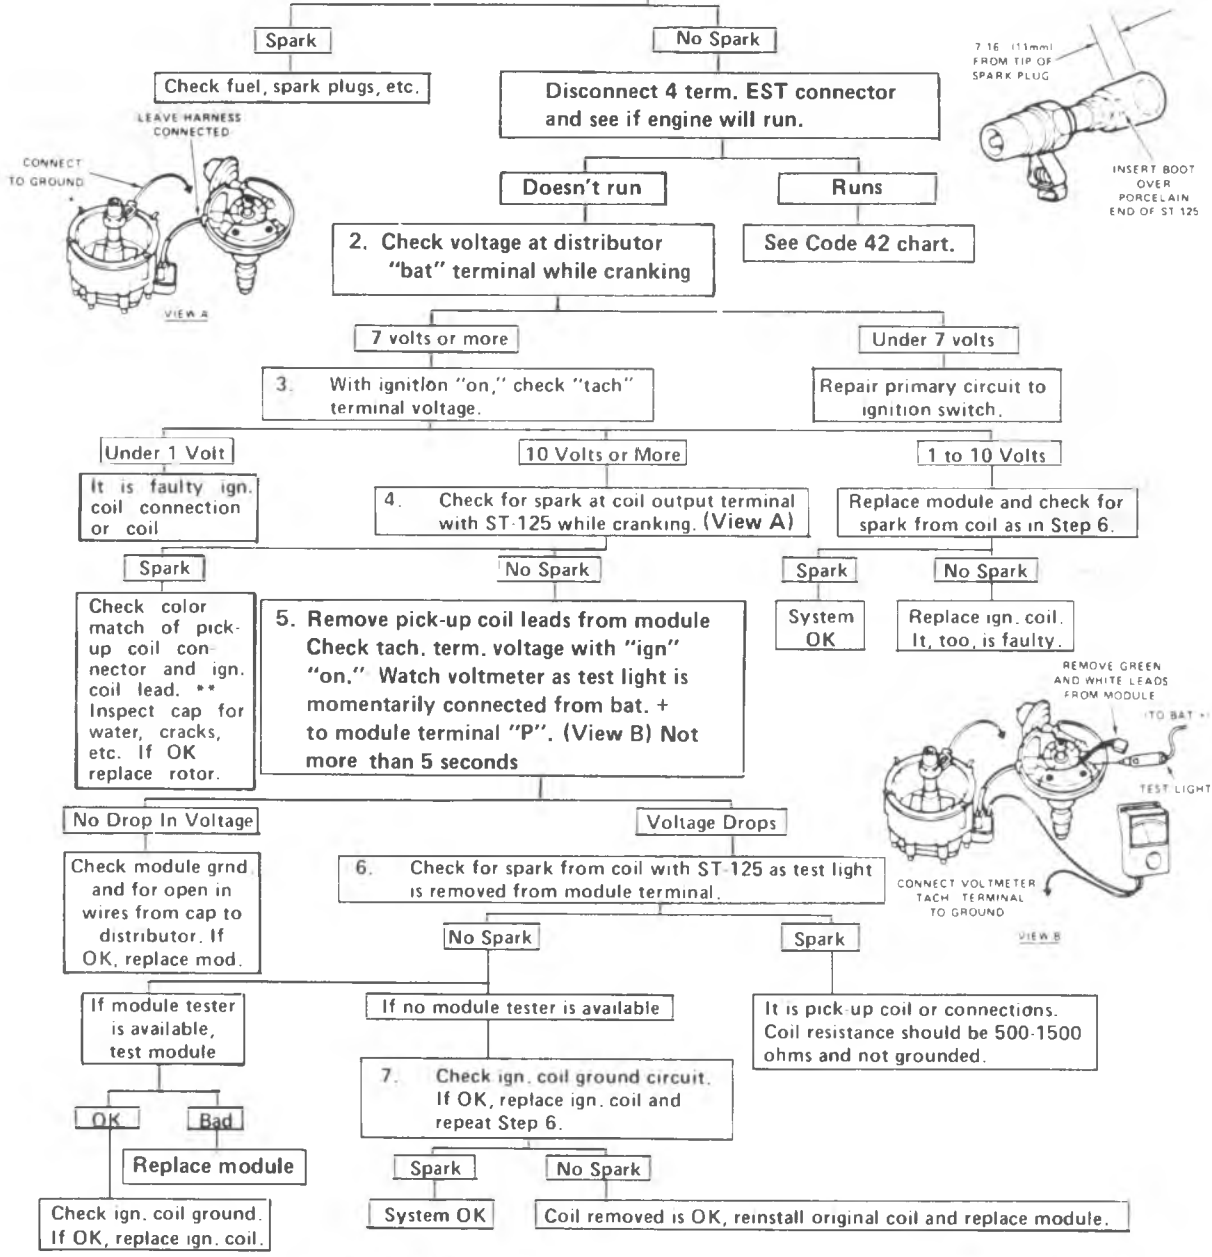 Spark
No Spark
7 16 (11mm)
FROM TIP OF
SPARK PLUG
Check fuel, spark plugs, etc.
Disconnect 4 term. EST connector
and see if engine will run.
LEAVE HARNESS
CONNECTED
CONNECT
TO GROUND
INSERT BOOT
OVER
PORCELAIN
END OF ST 125
Doesn't run
Runs
2. Check voltage at distributor
"bat" terminal while cranking
See Code 42 chart.
VIEW A
7 volts or more
Under 7 volts
3. With ignition "on," check "tach"
terminal voltage.
Repair primary circuit to
ignition switch.
Under 1 Volt
10 Volts or More
1 to 10 Volts
It is faulty ign.
coil connection
or coil
4. Check for spark at coil output terminal
with ST-125 while cranking. (View A)
Replace module and check for
spark from coil as in Step 6.
Spark
No Spark
Spark
No Spark
Check color
match of pick-
up coil con-
nector and ign.
coil lead. **
Inspect cap for
water, cracks,
etc. If OK
replace rotor.
5. Remove pick-up coil leads from module
Check tach. term. voltage with "ign"
"on." Watch voltmeter as test light is
momentarily connected from bat. +
to module terminal "P". (View B) Not
more than 5 seconds
System
OK
Replace ign. coil.
It, too, is faulty.
REMOVE GREEN
AND WHITE LEADS
FROM MODULE
(TO BAT +)
TEST LIGHT
No Drop In Voltage
Voltage Drops
Check module grnd
and for open in
wires from cap to
distributor. If
OK, replace mod.
6. Check for spark from coil with ST-125 as test light
is removed from module terminal.
CONNECT VOLTMETER
TACH TERMINAL
TO GROUND
VIEW B
No Spark
Spark
If module tester
is available,
test module
If no module tester is available
It is pick-up coil or connections.
Coil resistance should be 500-1500
ohms and not grounded.
7. Check ign. coil ground circuit.
If OK, replace ign. coil and
repeat Step 6.
OK
Bad
Replace module
Spark
No Spark
Check ign. coil ground.
If OK, replace ign. coil.
System OK
Coil removed is OK, reinstall original coil and replace module.